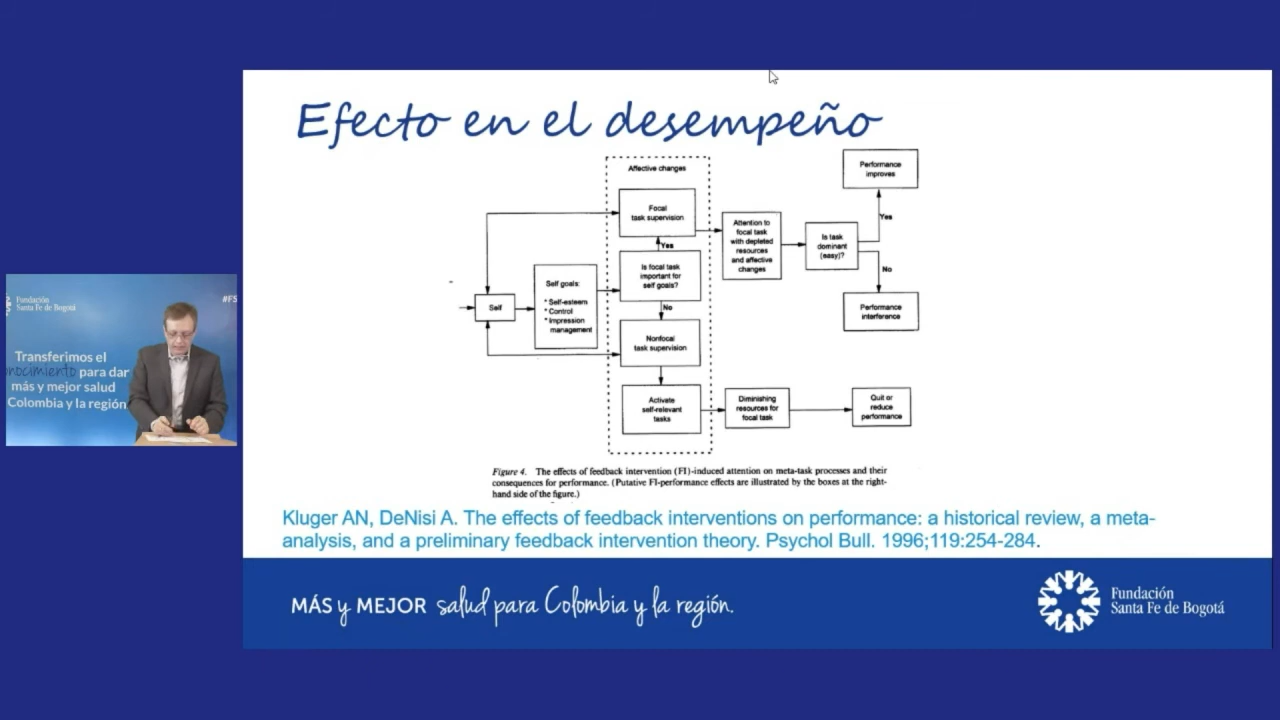 Efecto en el desempeño
Affective changes
Focal
task supervision
Yes
Is focal task
important for
self goals?
No
Nonfocal
task supervision
Activate
self-relevant
tasks
Self
Self goals:
* Self-esteem
* Control
* Impression
management
Attention to
focal task
with depleted
resources
and affective
changes
Is task
dominant
(easy)?
Yes
No
Performance
improves
Performance
interference
Diminishing
resources for
focal task
Quit or
reduce
performance
Figure 4. The effects of feedback intervention (FI)-induced attention on meta-task processes and their
consequences for performance. (Putative FI-performance effects are illustrated by the boxes at the right-
hand side of the figure.)
Kluger AN, DeNisi A. The effects of feedback interventions on performance: a historical review, a meta-
analysis, and a preliminary feedback intervention theory. Psychol Bull. 1996;119:254-284.
MÁS y MEJOR salud para Colombia y la región.
Fundación
Santa Fe de Bogotá
Fundación
Santa Fe de Bogotá
#FS
Transferimos el
onocimiento para dar
más y mejor salud
Colombia y la región